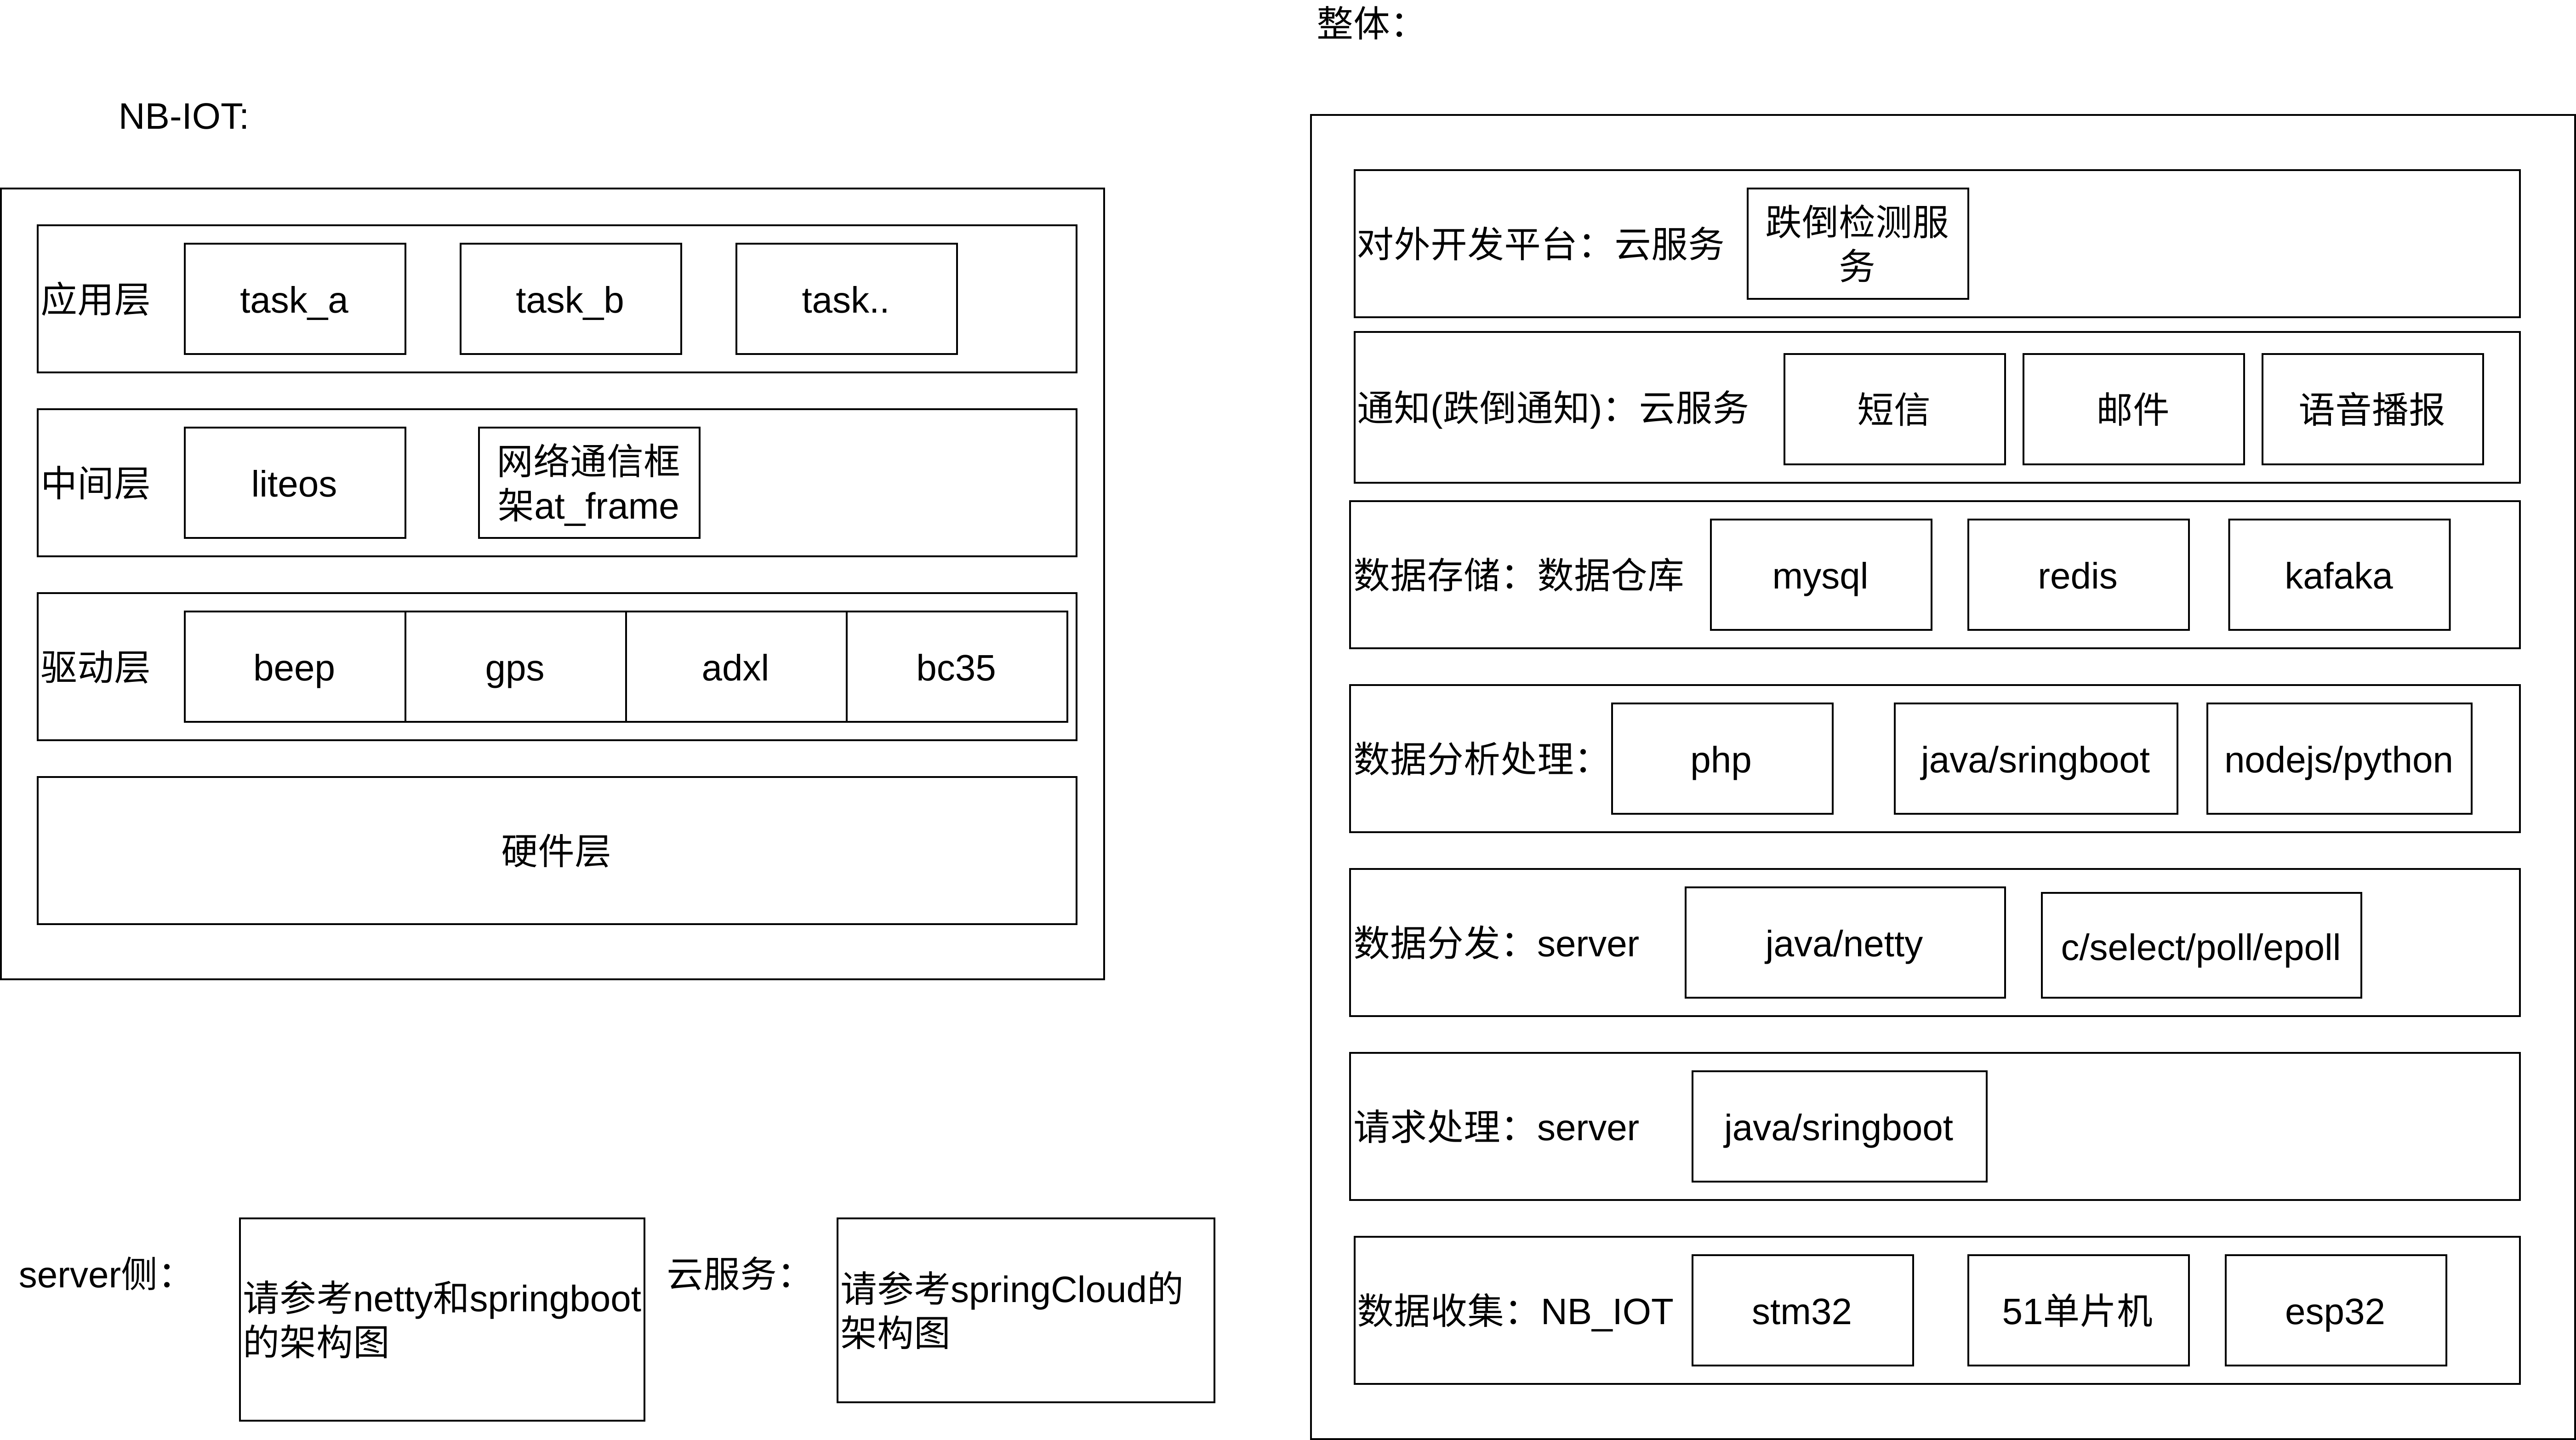 整体：
NB-IOT:
应用层
task_a
task_b
task..
中间层
liteos
网络通信框
架at_frame
驱动层
beep
gps
adxl
bc35
硬件层
server侧：
请参考netty和springboot
的架构图
云服务：
请参考springCloud的
架构图
对外开发平台：云服务
跌倒检测服
务
通知(跌倒通知)：云服务
短信
邮件
语音播报
数据存储：数据仓库
mysql
redis
kafaka
数据分析处理：
php
java/sringboot
nodejs/python
数据分发：server
java/netty
c/select/poll/epoll
请求处理：server
java/sringboot
数据收集：NB_IOT
stm32
51单片机
esp32